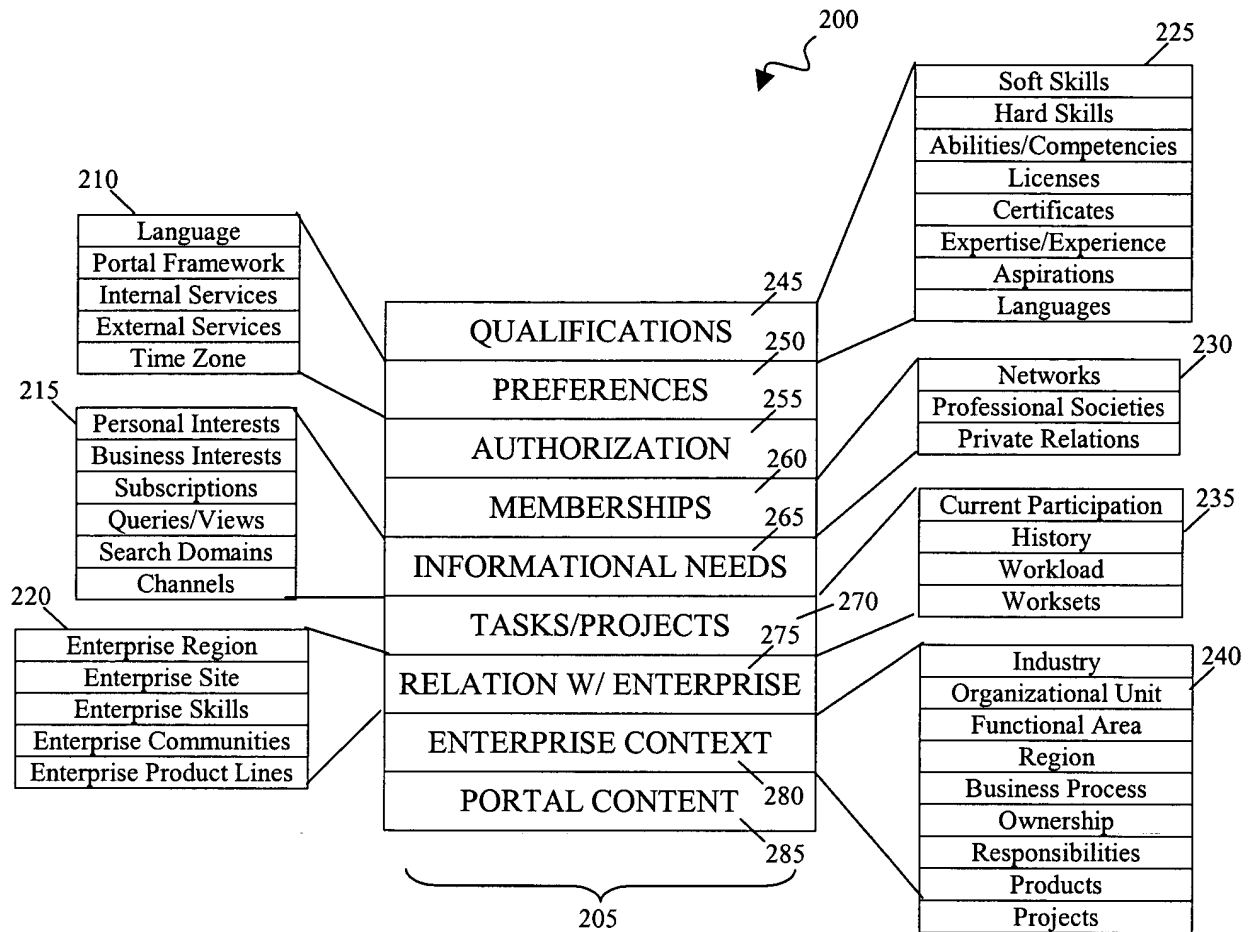 200
225
Soft Skills
Hard Skills
Abilities/Competencies
Licenses
Certificates
Expertise/Experience
Aspirations
Languages
210
Language
Portal Framework
Internal Services
External Services
Time Zone
215
Personal Interests
Business Interests
Subscriptions
Queries/Views
Search Domains
Channels
220
Enterprise Region
Enterprise Site
Enterprise Skills
Enterprise Communities
Enterprise Product Lines
245
QUALIFICATIONS
250
PREFERENCES
255
AUTHORIZATION
260
MEMBERSHIPS
265
INFORMATIONAL NEEDS
270
TASKS/PROJECTS
275
RELATION W/ ENTERPRISE
ENTERPRISE CONTEXT
280
PORTAL CONTENT
285
205
230
Networks
Professional Societies
Private Relations
235
Current Participation
History
Workload
Worksets
240
Industry
Organizational Unit
Functional Area
Region
Business Process
Ownership
Responsibilities
Products
Projects